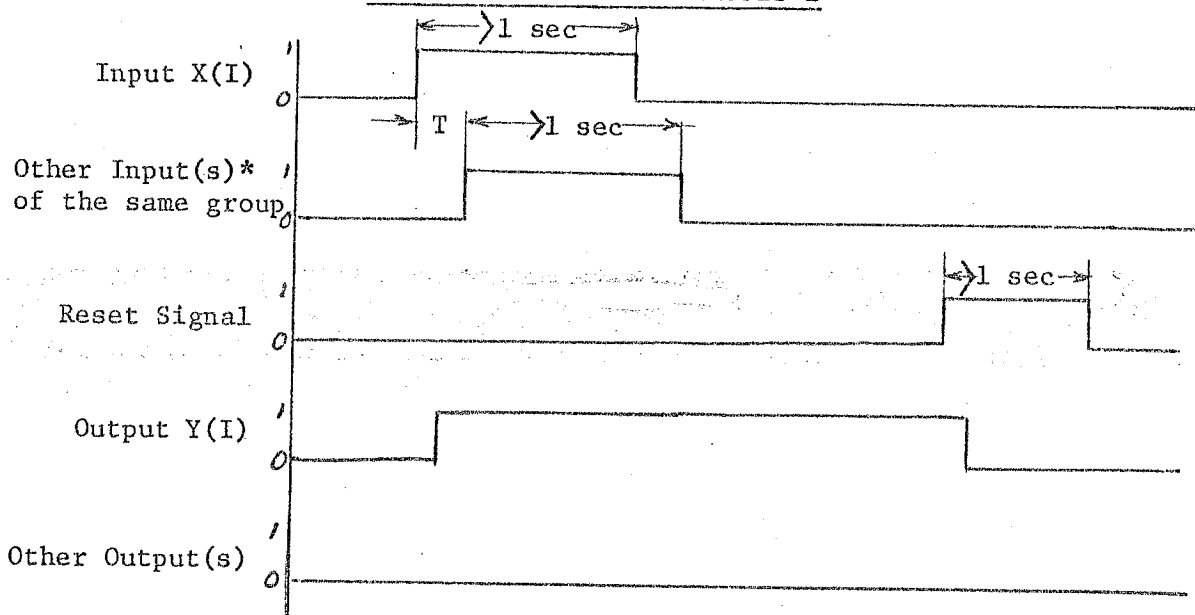 >1 sec
Input X(I)
1
0
T
>1 sec
Other Input(s)*
of the same group
1
0
>1 sec
Reset Signal
1
0
Output Y(I)
1
0
Other Output(s)
1
0